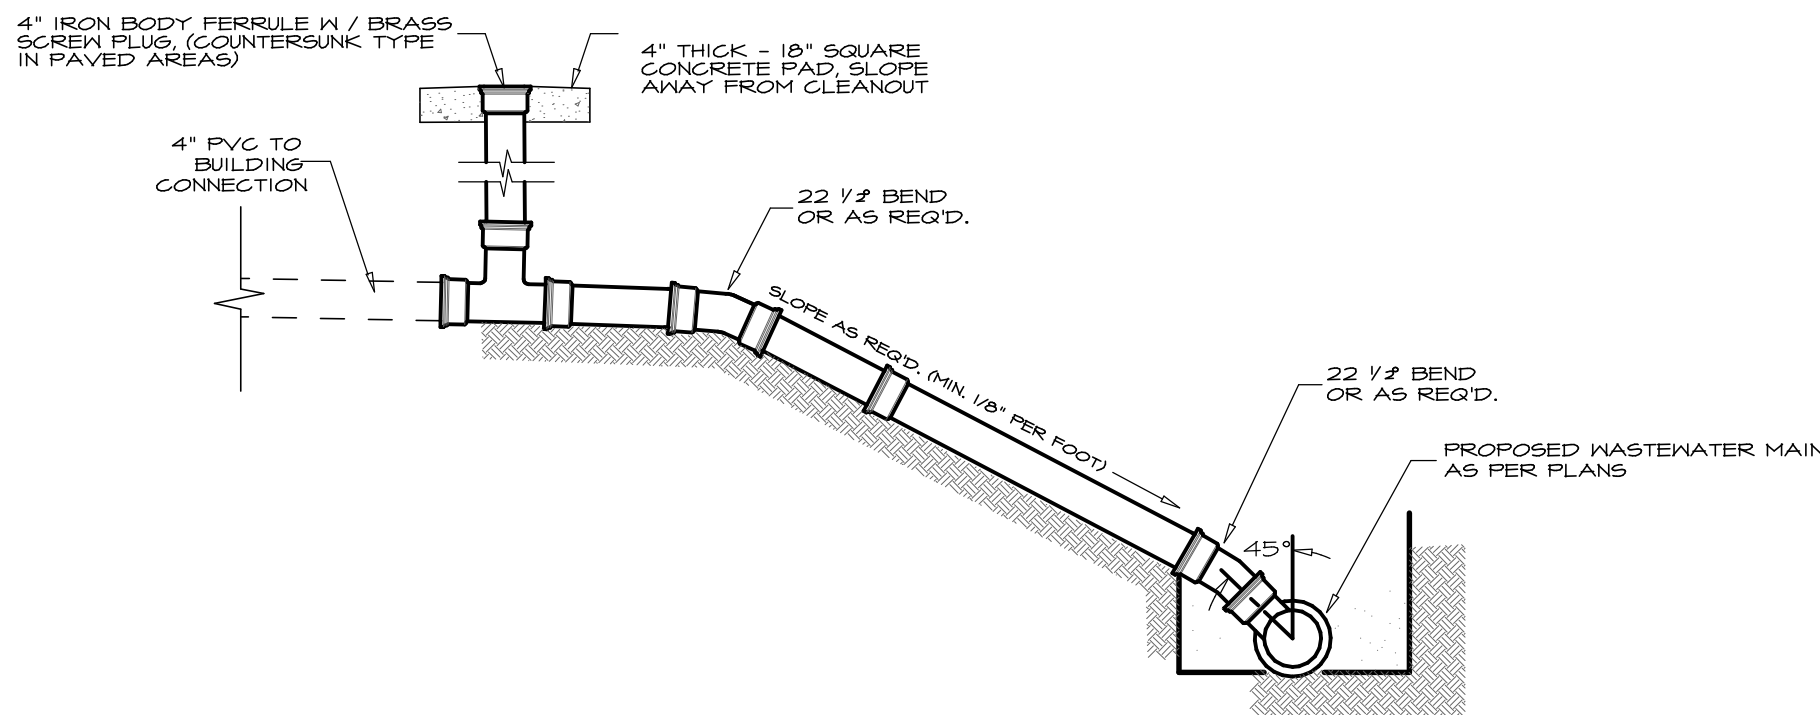 4" IRON BODY FERRULE W / BRASS
SCREW PLUG, (COUNTERSUNK TYPE
IN PAVED AREAS)
4" THICK - 18" SQUARE
CONCRETE PAD, SLOPE
AWAY FROM CLEANOUT
4" PVC TO
BUILDING
CONNECTION
22 1/2 BEND
OR AS REQ'D.
SLOPE AS REQ'D. (MIN. 1/8" PER FOOT)
22 1/2 BEND
OR AS REQ'D.
PROPOSED WASTEWATER MAIN
AS PER PLANS
45°